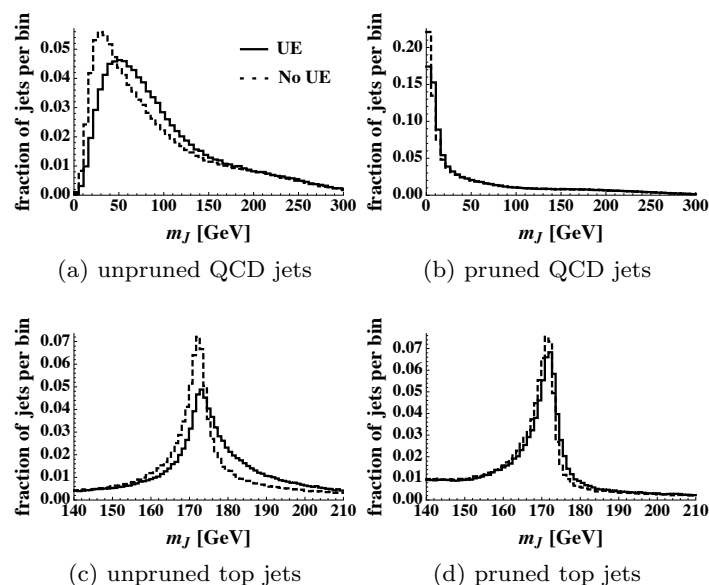 fraction of jets per bin
0.05
0.04
0.03
0.02
0.01
0.00
0 50 100 150 200 250 300
m_J [GeV]
UE
No UE
(a) unpruned QCD jets
fraction of jets per bin
0.20
0.15
0.10
0.05
0.00
0 50 100 150 200 250 300
m_J [GeV]
(b) pruned QCD jets
fraction of jets per bin
0.07
0.06
0.05
0.04
0.03
0.02
0.01
0.00
140 150 160 170 180 190 200 210
m_J [GeV]
(c) unpruned top jets
fraction of jets per bin
0.07
0.06
0.05
0.04
0.03
0.02
0.01
0.00
140 150 160 170 180 190 200 210
m_J [GeV]
(d) pruned top jets